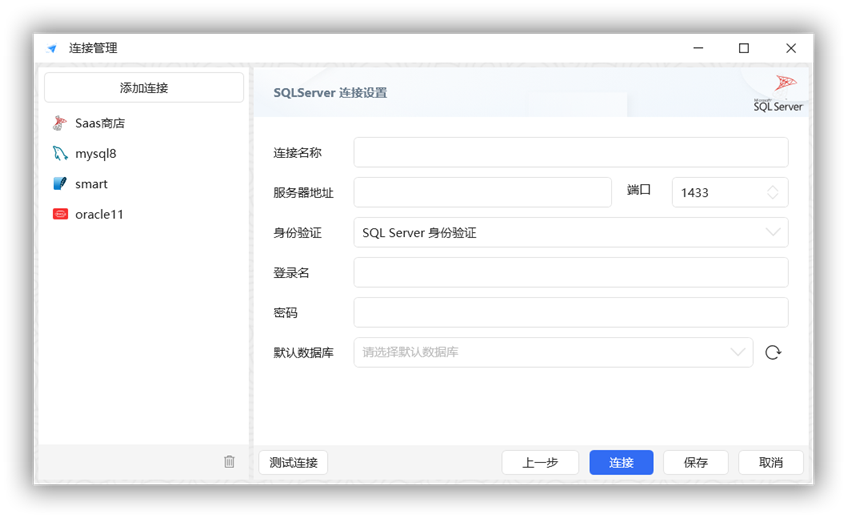 连接管理
添加连接
Saas商店
mysql8
smart
oracle11
SQLServer 连接设置
Microsoft
SQL Server
连接名称
服务器地址
端口
1433
身份验证
SQL Server 身份验证
登录名
密码
默认数据库
请选择默认数据库
测试连接
上一步
连接
保存
取消